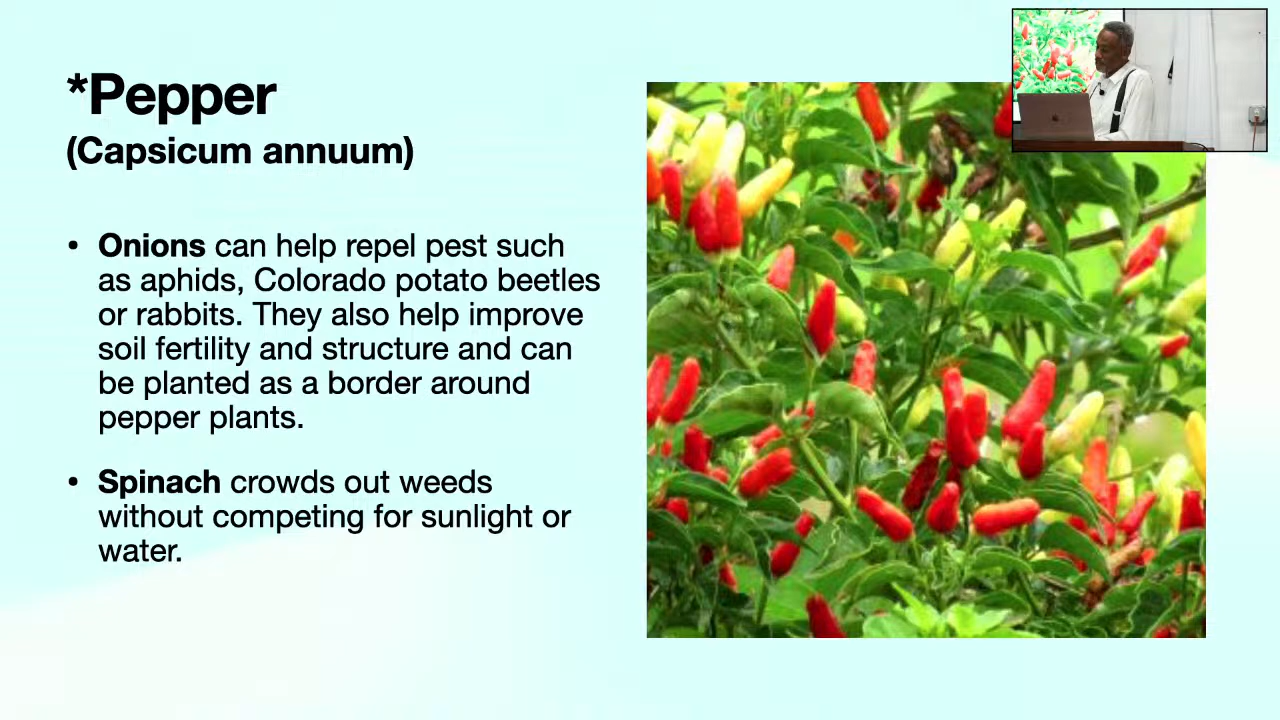 *Pepper
(Capsicum annuum)
• Onions can help repel pest such
as aphids, Colorado potato beetles
or rabbits. They also help improve
soil fertility and structure and can
be planted as a border around
pepper plants.
• Spinach crowds out weeds
without competing for sunlight or
water.